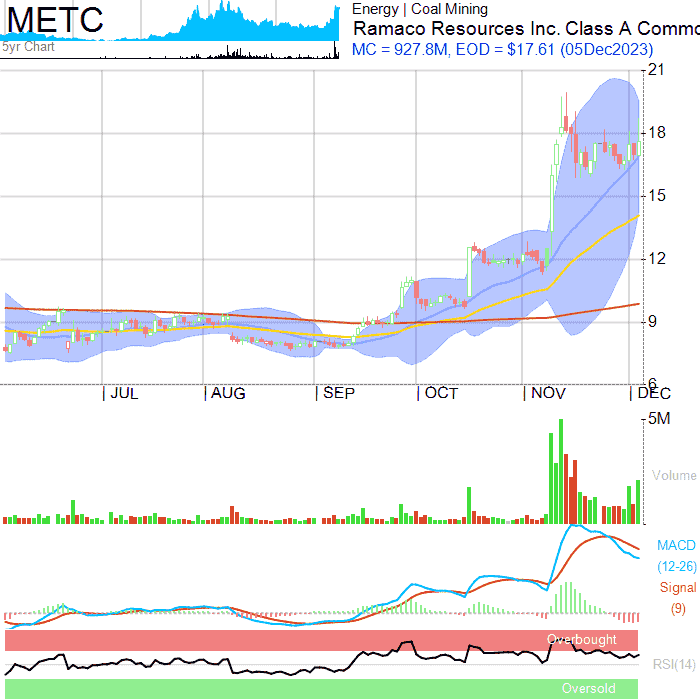 METC
5yr Chart
Energy | Coal Mining
Ramaco Resources Inc. Class A Commo
MC = 927.8M, EOD = $17.61 (05Dec2023)
21
18
15
12
9
6
JUL AUG SEP OCT NOV DEC
5M
Volume
MACD
(12-26)
Signal
(9)
Overbought
RSI(14)
Oversold